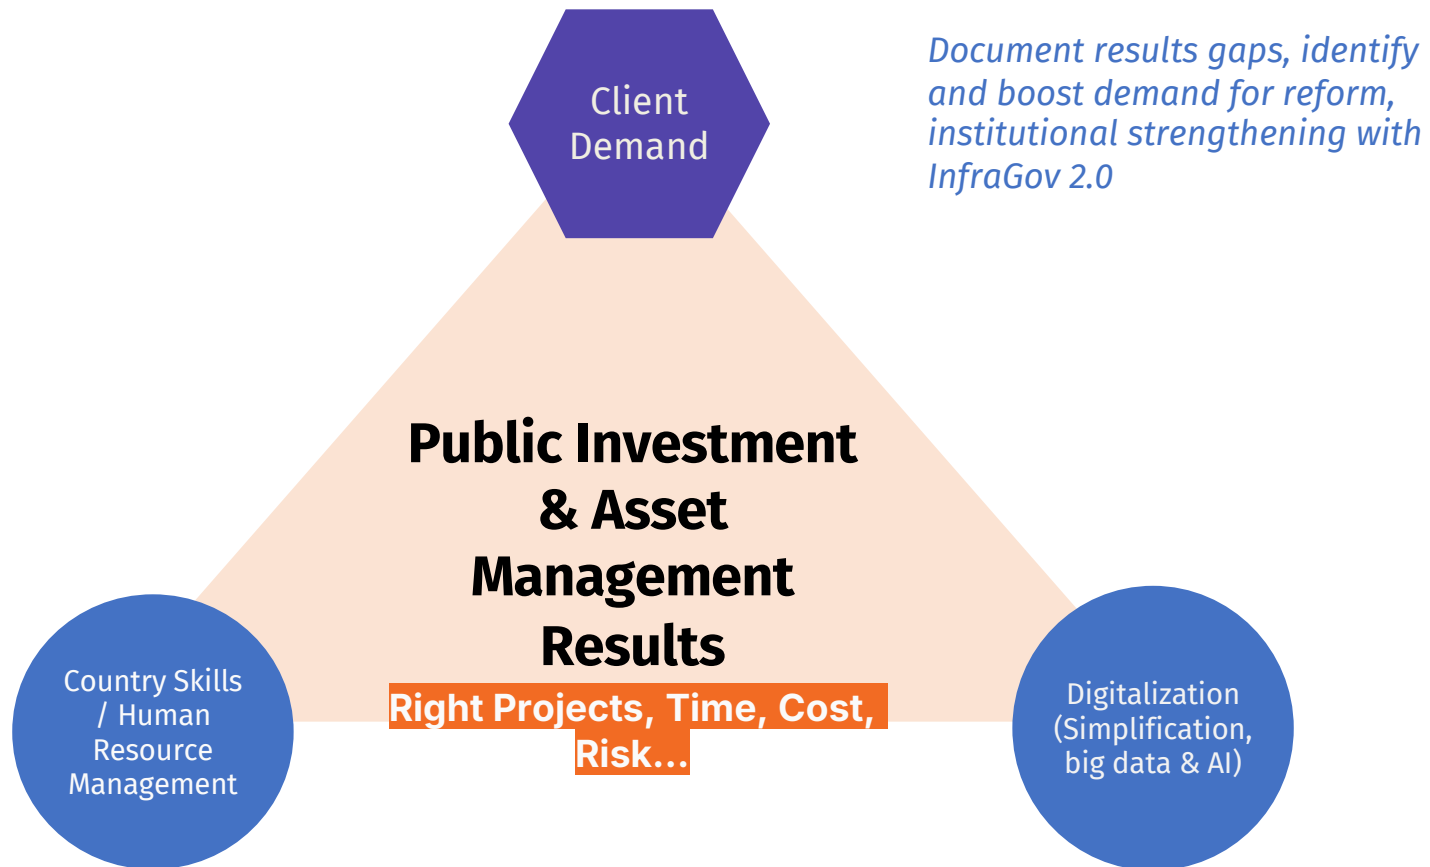 Client
Demand
Document results gaps, identify
and boost demand for reform,
institutional strengthening with
InfraGov 2.0
Public Investment
& Asset
Management
Results
Right Projects, Time, Cost,
Risk...
Country Skills
/ Human
Resource
Management
Digitalization
(Simplification,
big data & AI)